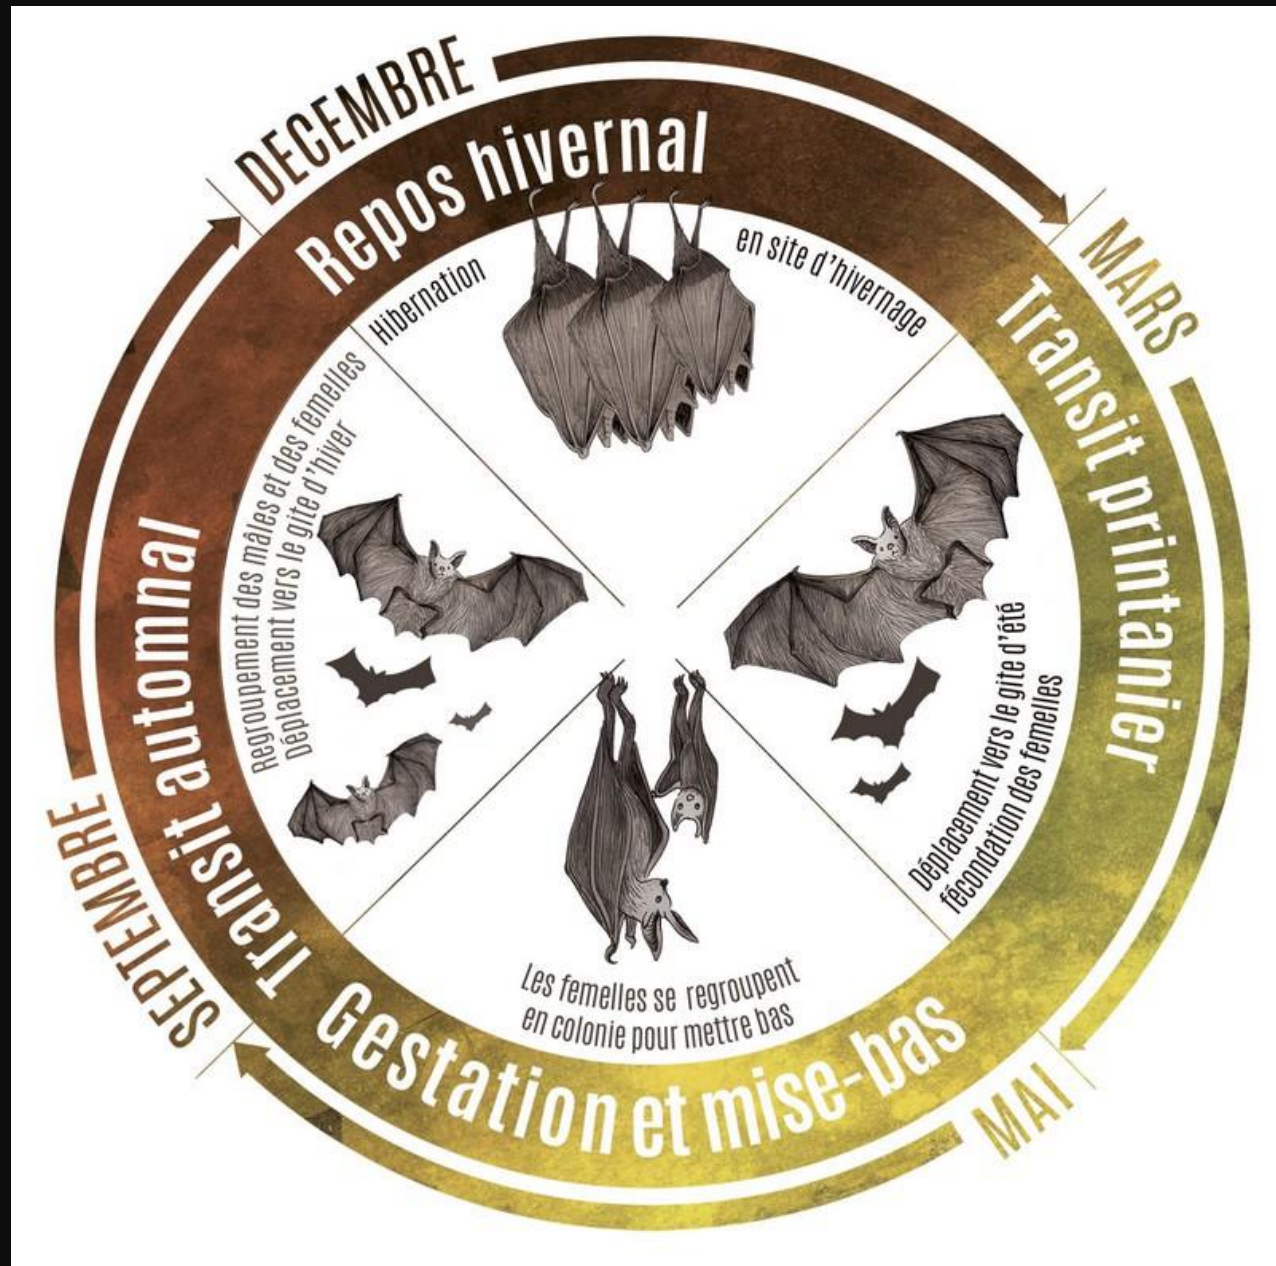 DECEMBRE
Repos hivernal
Hibernation
en site d'hivernage
MARS
Transit printanier
Déplacement vers le gite d'été
fécondation des femelles
MAI
Gestation et mise-bas
Les femelles se regroupent
en colonie pour mettre bas
SEPTEMBRE
Transit automnal
Regroupement des mâles et des femelles
Déplacement vers le gite d'hiver